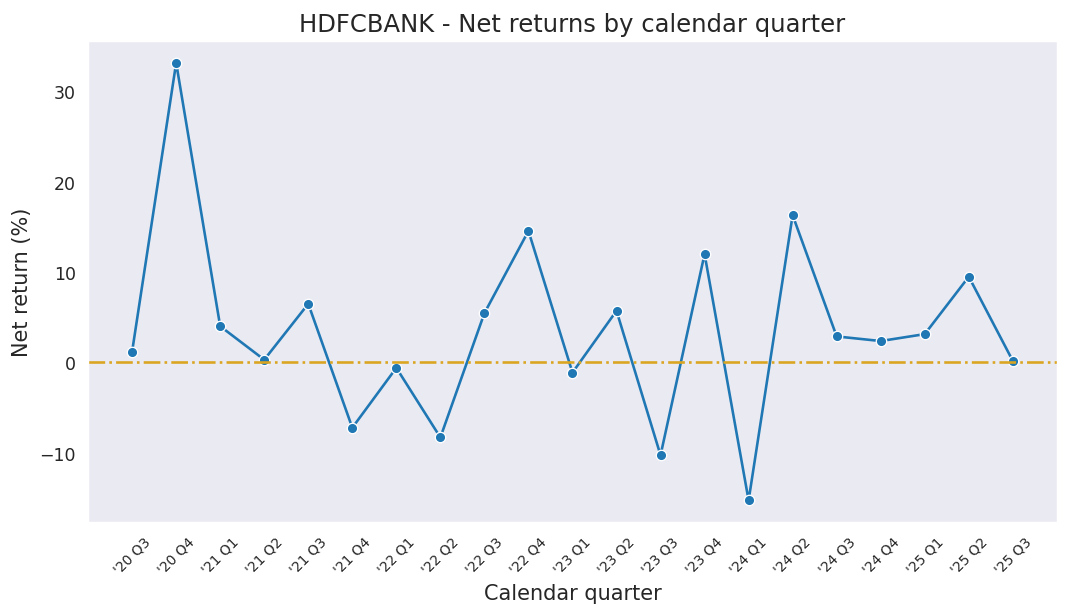 HDFCBANK - Net returns by calendar quarter
Net return (%)
30
20
10
0
−10
'20 Q3
'20 Q4
'21 Q1
'21 Q2
'21 Q3
'21 Q4
'22 Q1
'22 Q2
'22 Q3
'22 Q4
'23 Q1
'23 Q2
'23 Q3
'23 Q4
'24 Q1
'24 Q2
'24 Q3
'24 Q4
'25 Q1
'25 Q2
'25 Q3
Calendar quarter